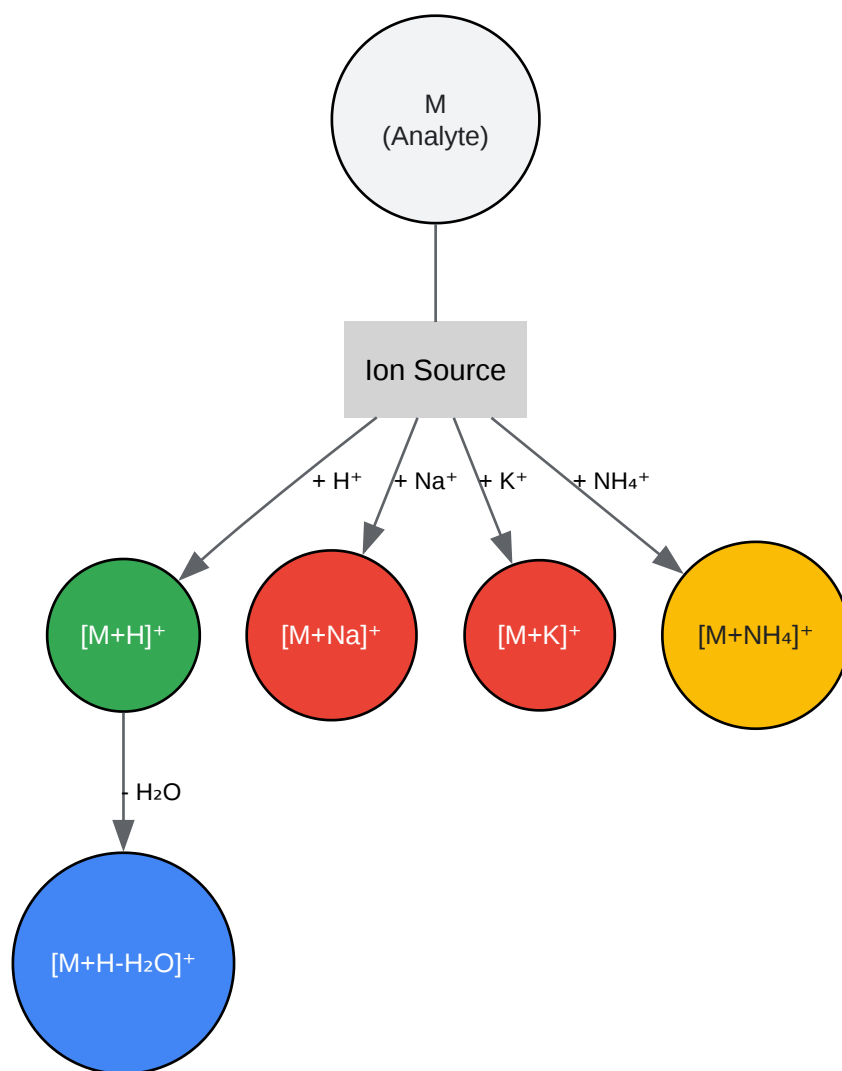 M
(Analyte)
Ion Source
+ H⁺
+ Na⁺
+ K⁺
+ NH₄⁺
[M+H]⁺
[M+Na]⁺
[M+K]⁺
[M+NH₄]⁺
- H₂O
[M+H-H₂O]⁺